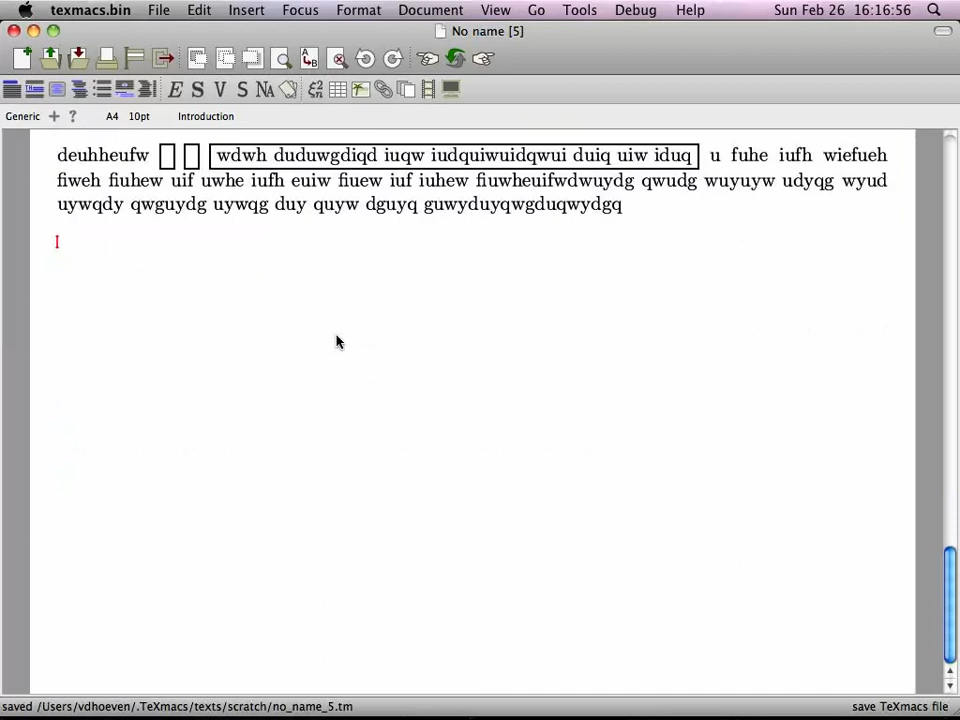 texmacs.bin File Edit Insert Focus Format Document View Go Tools Debug Help Sun Feb 26 16:16:56
No name [5]
E S V S NA
Generic + ? A4 10pt Introduction
deuhheufw wdwh duduwgdiqd iuqw iudquiwuidqwui duiq uiw iduq u fuhe iufh wiefueh
fiweh fiuhew uif uwhe iufh euiw fiuew iuf iuhew fiuwheuifwdwuydg qwudg wuyuyw udyqg wyud
uywqdy qwguydg uywqg duy quyw dguyq guwyduyqwgduqwydgq
saved /Users/vdhoeven/.TeXmacs/texts/scratch/no_name_5.tm save TeXmacs file